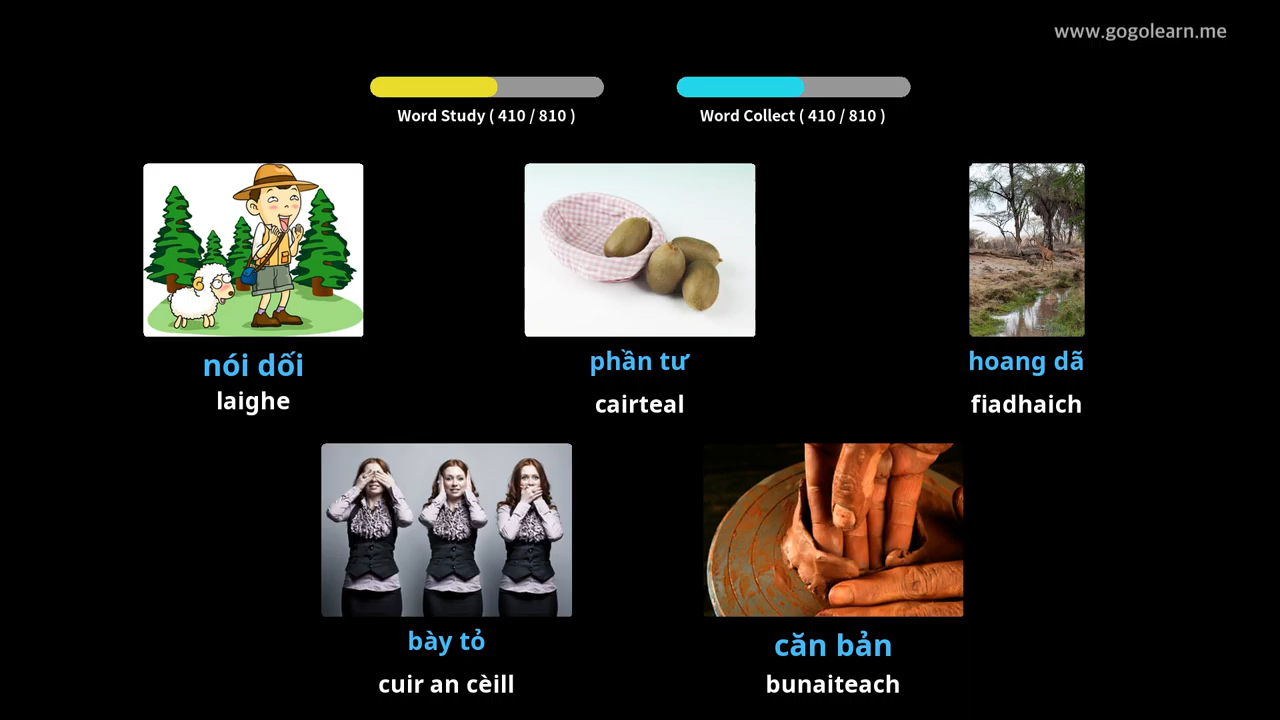 www.gogolearn.me
Word Study ( 410 / 810 )
Word Collect ( 410 / 810 )
nói dối
laighe
phần tư
cairteal
hoang dã
fiadhaich
bày tỏ
cuir an cèill
căn bản
bunaiteach